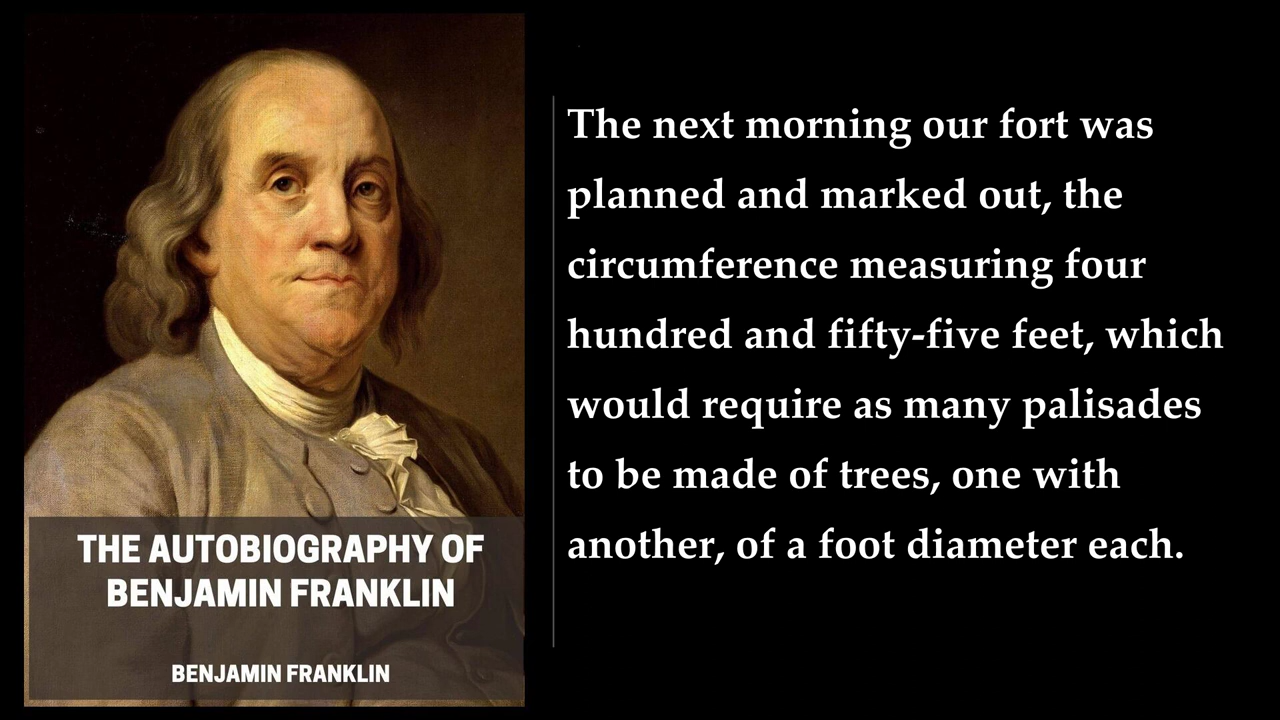 THE AUTOBIOGRAPHY OF
BENJAMIN FRANKLIN
BENJAMIN FRANKLIN
The next morning our fort was
planned and marked out, the
circumference measuring four
hundred and fifty-five feet, which
would require as many palisades
to be made of trees, one with
another, of a foot diameter each.